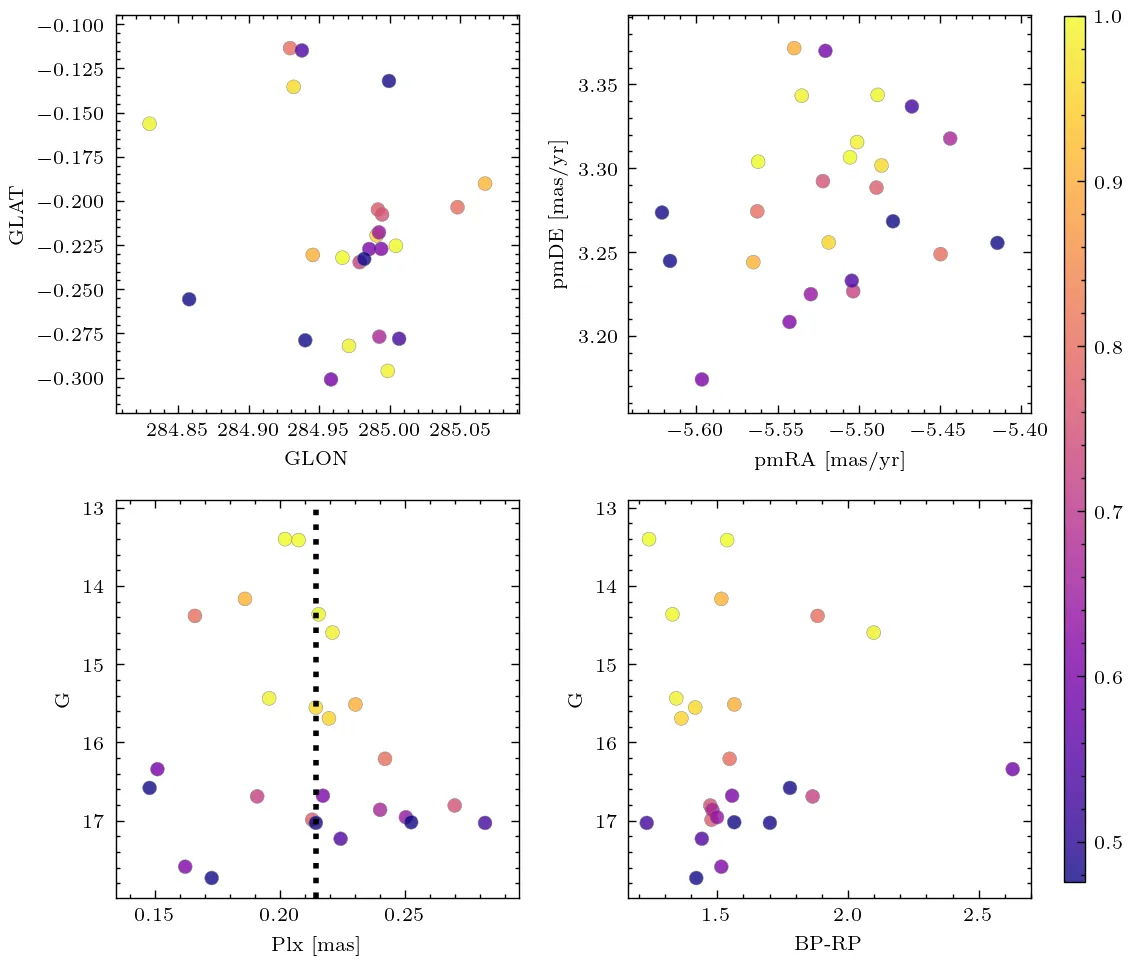 −0.100
−0.125
−0.150
−0.175
−0.200
−0.225
−0.250
−0.275
−0.300
GLAT
284.85 284.90 284.95 285.00 285.05
GLON
3.35
3.30
3.25
3.20
pmDE [mas/yr]
−5.60 −5.55 −5.50 −5.45 −5.40
pmRA [mas/yr]
13
14
15
16
17
G
0.15 0.20 0.25
Plx [mas]
13
14
15
16
17
G
1.5 2.0 2.5
BP-RP
1.0
0.9
0.8
0.7
0.6
0.5